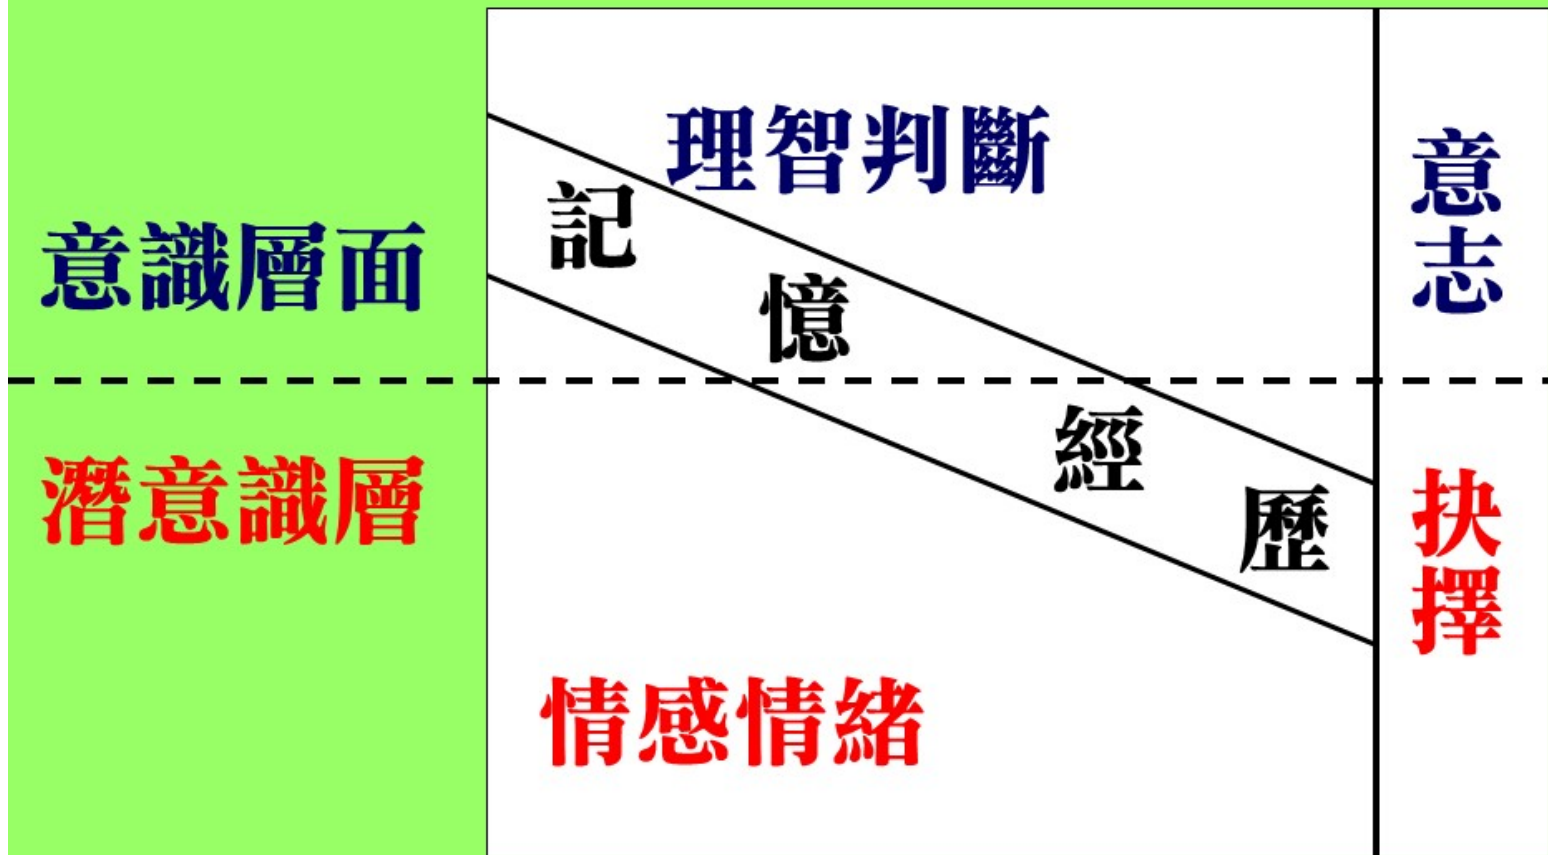 理智判斷
意志
記憶經歷
意識層面
潛意識層
抉擇
情感情緒